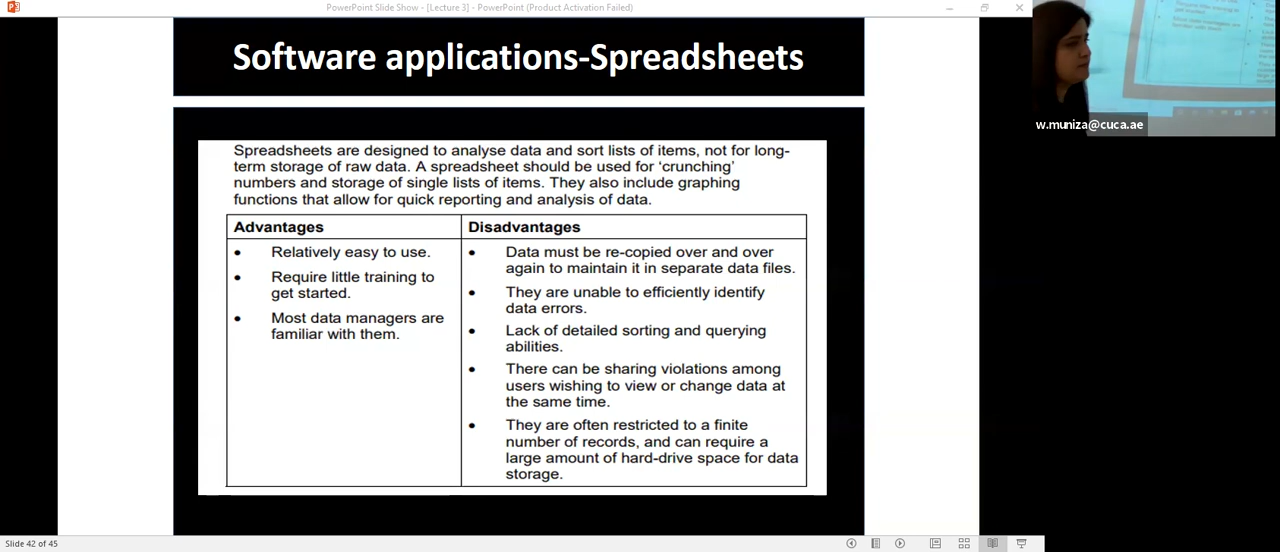 PowerPoint Slide Show - [Lecture 3] - PowerPoint (Product Activation Failed)
Software applications-Spreadsheets
w.muniza@cuca.ae
Spreadsheets are designed to analyse data and sort lists of items, not for long-
term storage of raw data. A spreadsheet should be used for ‘crunching’
numbers and storage of single lists of items. They also include graphing
functions that allow for quick reporting and analysis of data.
Advantages
• Relatively easy to use.
• Require little training to
get started.
• Most data managers are
familiar with them.
Disadvantages
• Data must be re-copied over and over
again to maintain it in separate data files.
• They are unable to efficiently identify
data errors.
• Lack of detailed sorting and querying
abilities.
• There can be sharing violations among
users wishing to view or change data at
the same time.
• They are often restricted to a finite
number of records, and can require a
large amount of hard-drive space for data
storage.
Slide 42 of 45